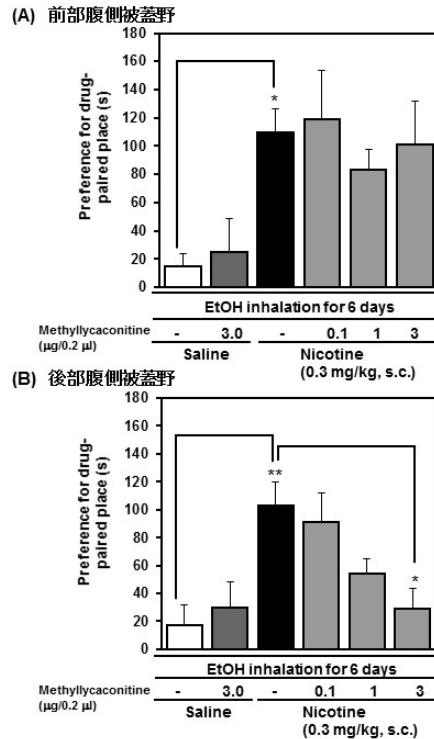 (A) 前部腹側被蓋野
180
160
140
120
100
80
60
40
20
0
Preference for drug-
paired place (s)
*
EtOH inhalation for 6 days
Methyllycaconitine
(μg/0.2 μl)
- 3.0 - 0.1 1 3
Saline Nicotine
(0.3 mg/kg, s.c.)
(B) 後部腹側被蓋野
180
160
140
120
100
80
60
40
20
0
Preference for drug-
paired place (s)
**
*
EtOH inhalation for 6 days
Methyllycaconitine
(μg/0.2 μl)
- 3.0 - 0.1 1 3
Saline Nicotine
(0.3 mg/kg, s.c.)